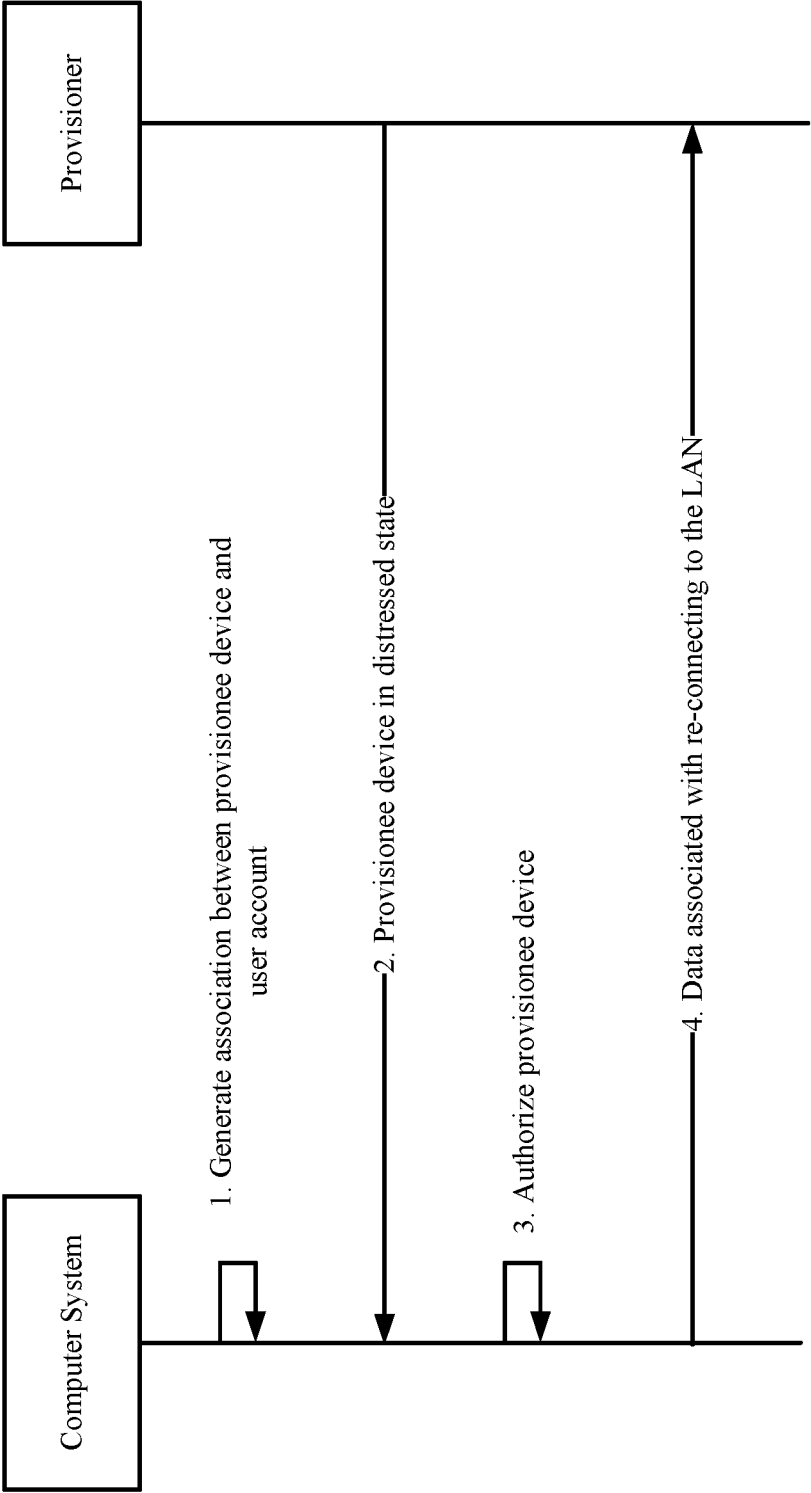 Computer System
Provisioner
1. Generate association between provisionee device and
user account
2. Provisionee device in distressed state
3. Authorize provisionee device
4. Data associated with re-connecting to the LAN